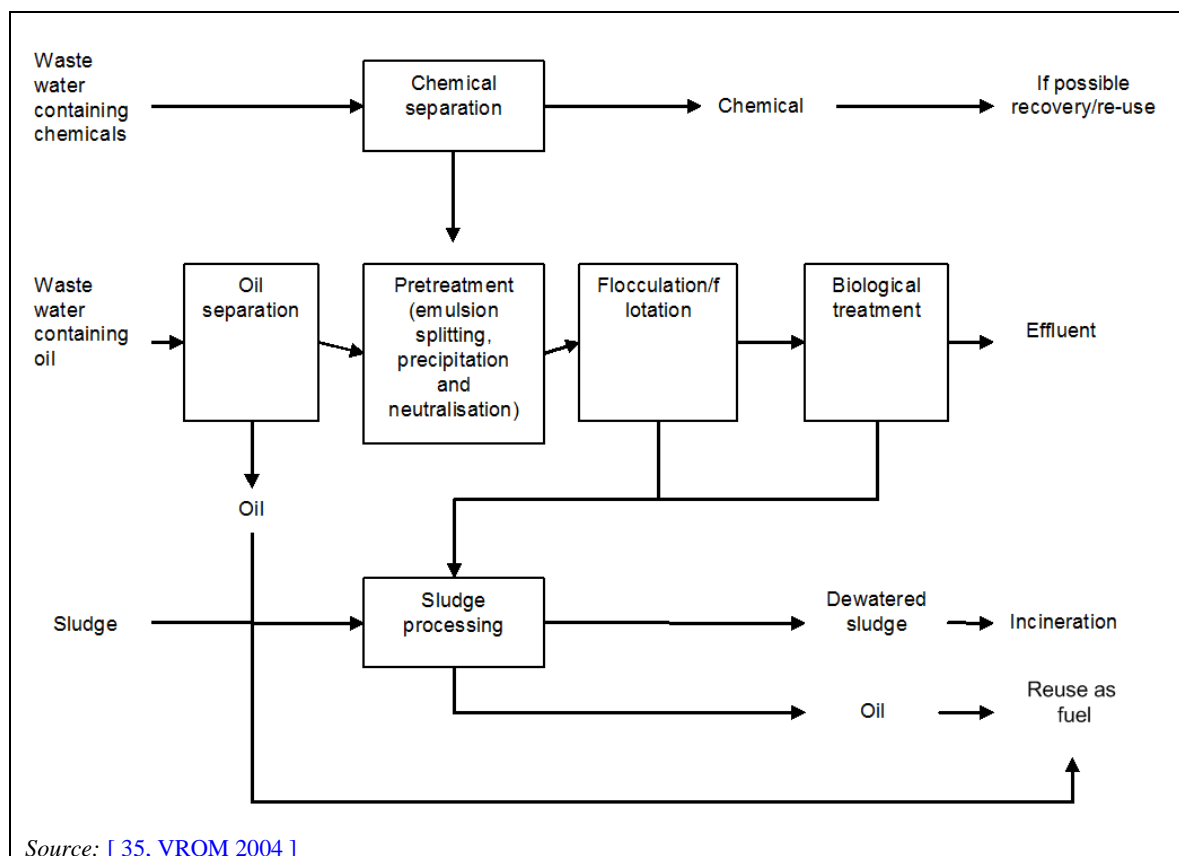 Waste
water
containing
chemicals
Chemical
separation
Chemical
If possible
recovery/re-use
Waste
water
containing
oil
Oil
separation
Pretreatment
(emulsion
splitting,
precipitation
and
neutralisation)
Flocculation/f
lotation
Biological
treatment
Effluent
Oil
Sludge
Sludge
processing
Dewatered
sludge
Incineration
Oil
Reuse as
fuel
Source: [ 35, VROM 2004 ]